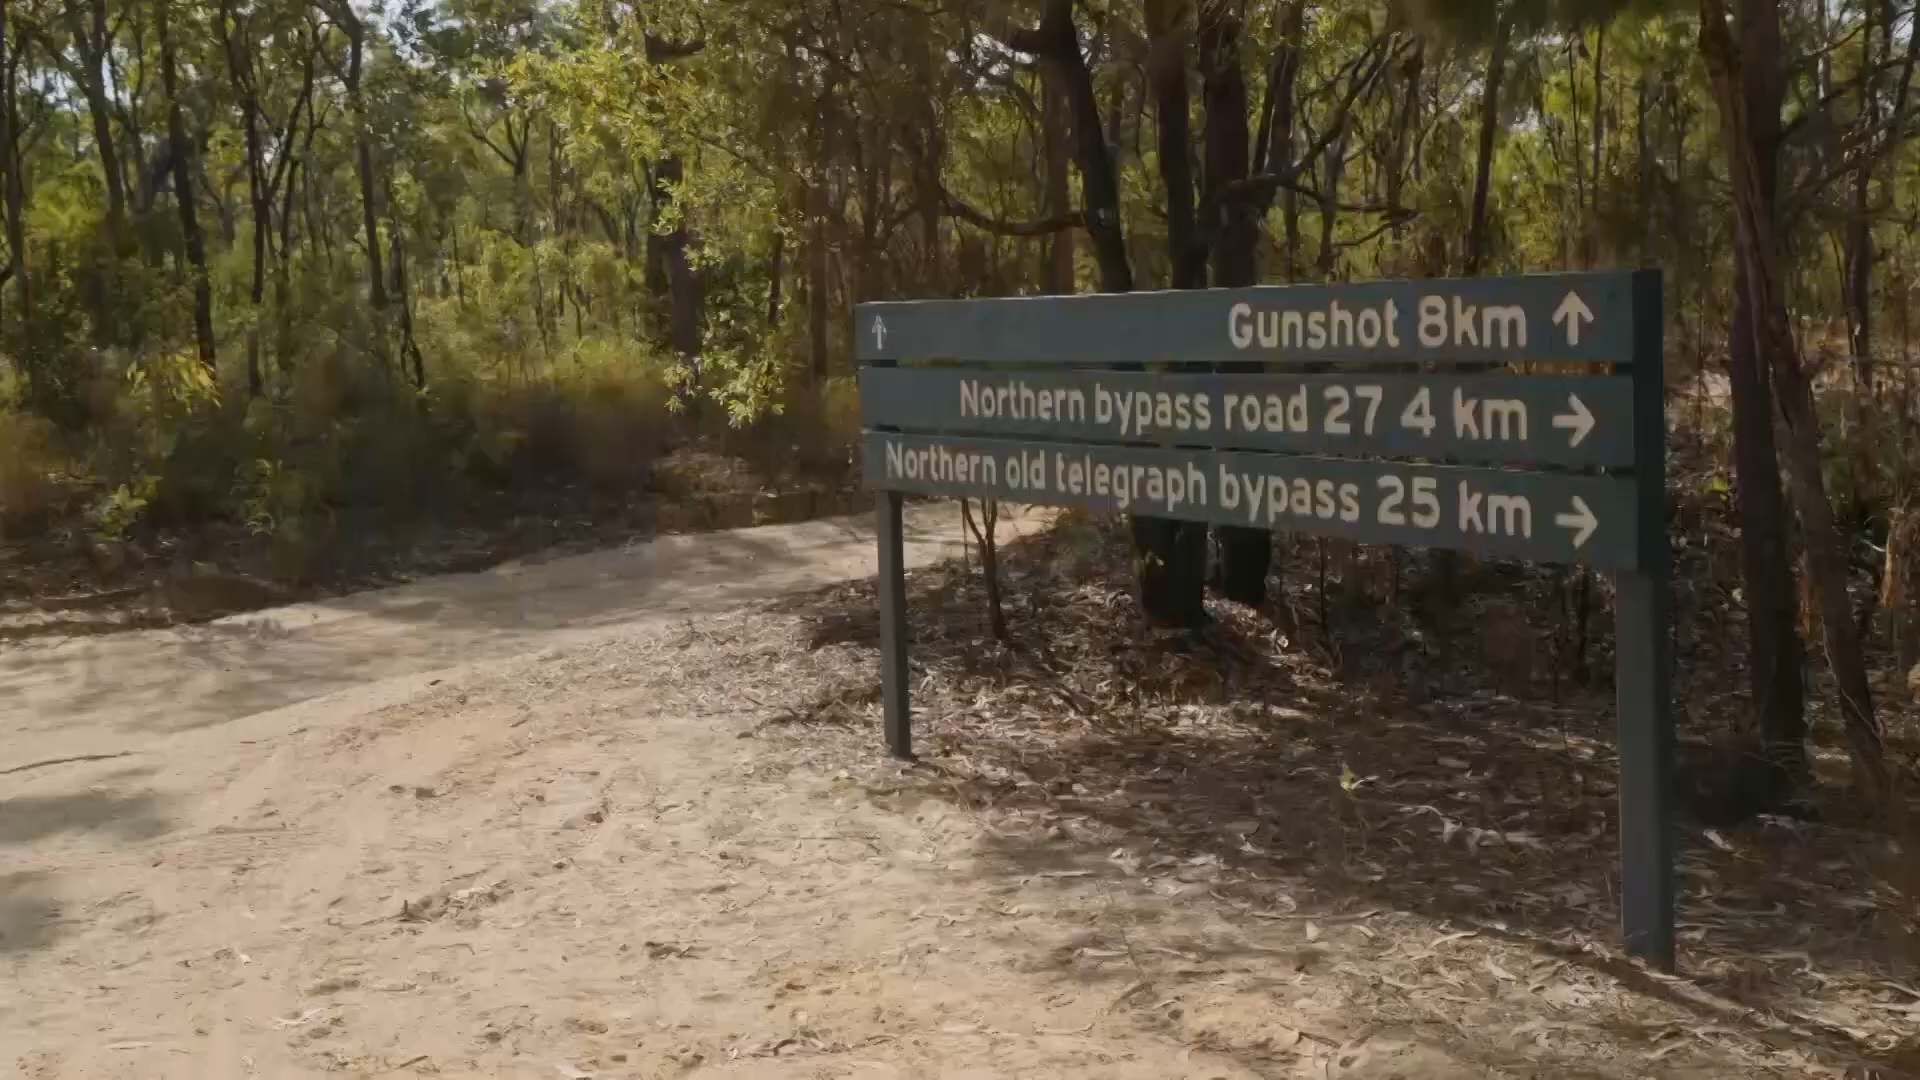 Gunshot 8km ↑
Northern bypass road 27 4 km →
Northern old telegraph bypass 25 km →